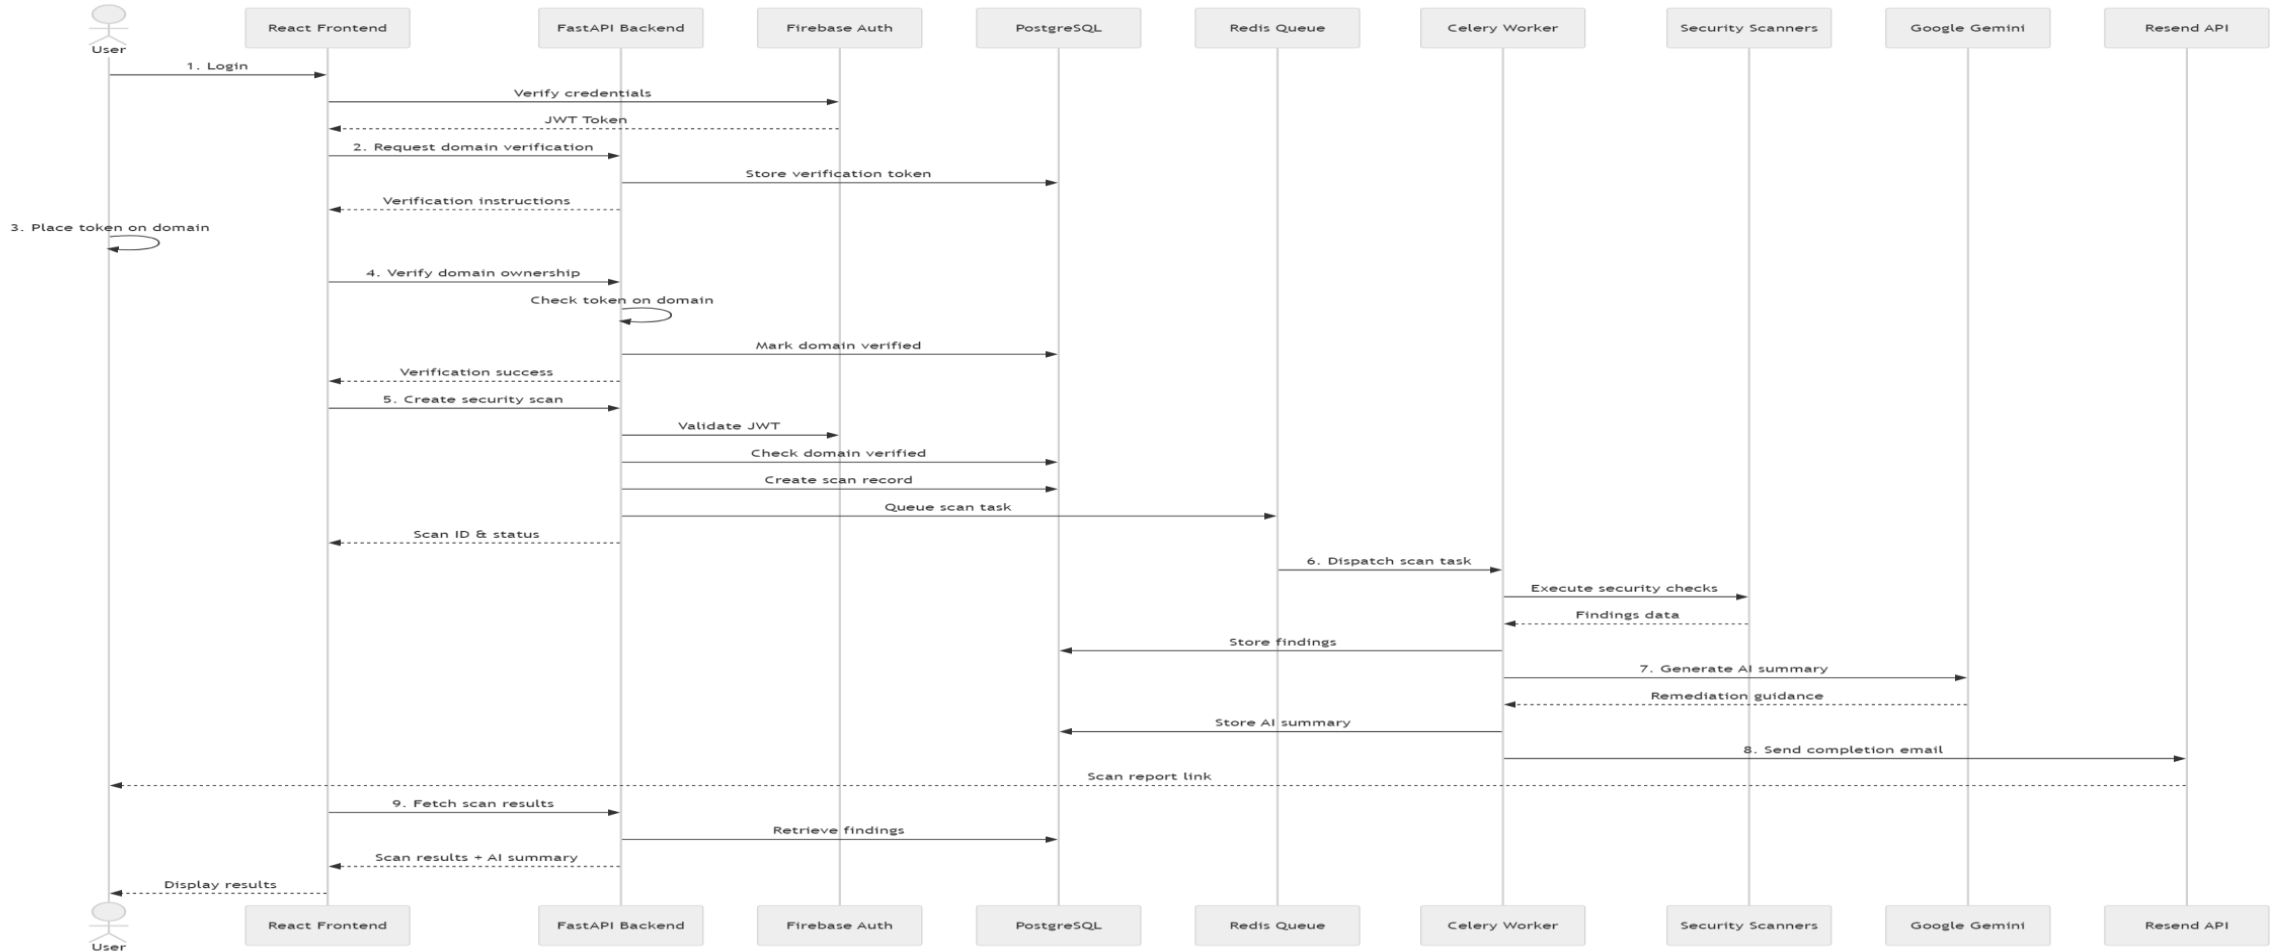 React Frontend
FastAPI Backend
Firebase Auth
PostgreSQL
Redis Queue
Celery Worker
Security Scanners
Google Gemini
Resend API
User
1. Login
Verify credentials
JWT Token
2. Request domain verification
Store verification token
Verification instructions
3. Place token on domain
4. Verify domain ownership
Check token on domain
Mark domain verified
Verification success
5. Create security scan
Validate JWT
Check domain verified
Create scan record
Queue scan task
Scan ID & status
6. Dispatch scan task
Execute security checks
Findings data
Store findings
7. Generate AI summary
Remediation guidance
Store AI summary
8. Send completion email
Scan report link
9. Fetch scan results
Retrieve findings
Scan results + AI summary
Display results
React Frontend
FastAPI Backend
Firebase Auth
PostgreSQL
Redis Queue
Celery Worker
Security Scanners
Google Gemini
Resend API
User